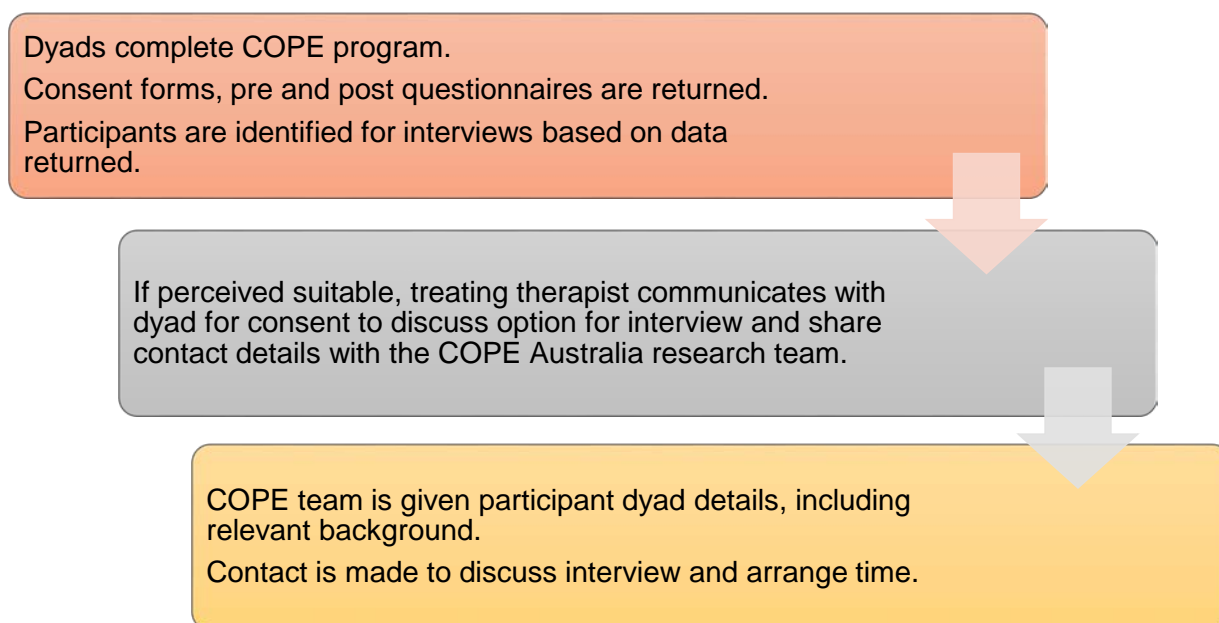 Dyads complete COPE program.
Consent forms, pre and post questionnaires are returned.
Participants are identified for interviews based on data
returned.
If perceived suitable, treating therapist communicates with
dyad for consent to discuss option for interview and share
contact details with the COPE Australia research team.
COPE team is given participant dyad details, including
relevant background.
Contact is made to discuss interview and arrange time.